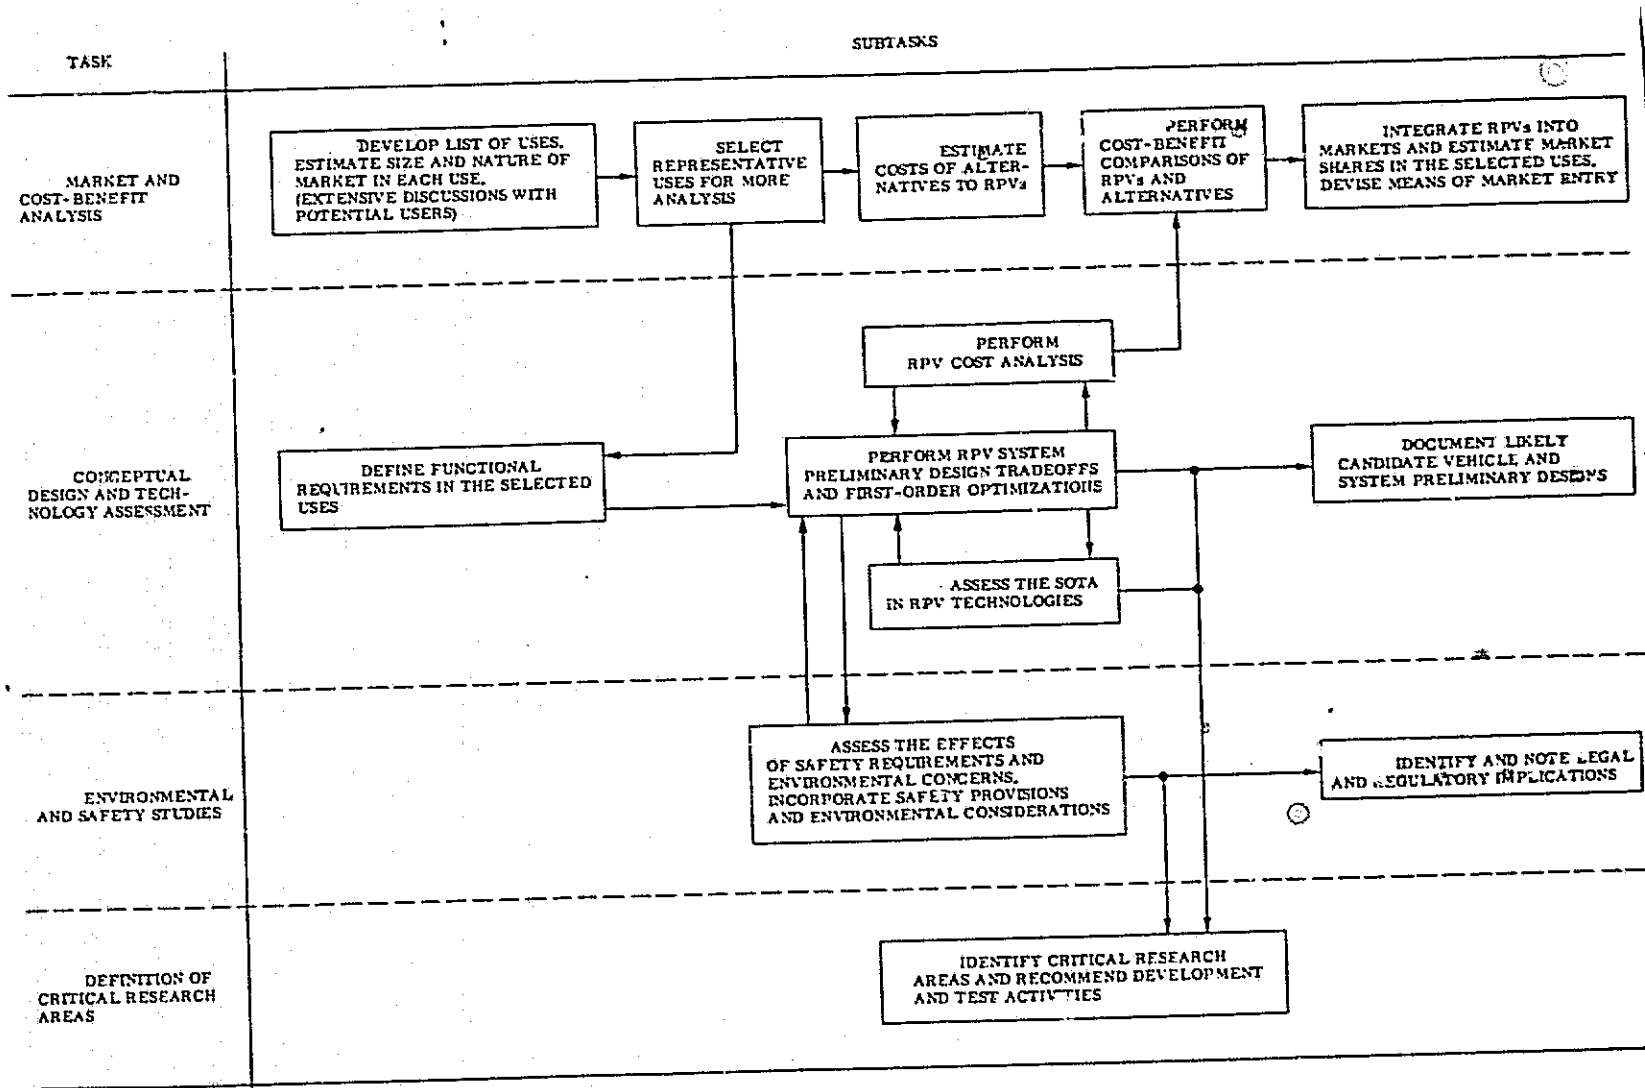 TASK
SUBTASKS
MARKET AND
COST-BENEFIT
ANALYSIS
DEVELOP LIST OF USES.
ESTIMATE SIZE AND NATURE OF
MARKET IN EACH USE.
(EXTENSIVE DISCUSSIONS WITH
POTENTIAL USERS)
SELECT
REPRESENTATIVE
USES FOR MORE
ANALYSIS
ESTIMATE
COSTS OF ALTER-
NATIVES TO RPVs
PERFORM
COST-BENEFIT
COMPARISONS OF
RPVs AND
ALTERNATIVES
INTEGRATE RPVs INTO
MARKETS AND ESTIMATE MARKET
SHARES IN THE SELECTED USES.
DEVISE MEANS OF MARKET ENTRY
CONCEPTUAL
DESIGN AND TECH-
NOLOGY ASSESSMENT
PERFORM
RPV COST ANALYSIS
DEFINE FUNCTIONAL
REQUIREMENTS IN THE SELECTED
USES
PERFORM RPV SYSTEM
PRELIMINARY DESIGN TRADEOFFS
AND FIRST-ORDER OPTIMIZATIONS
DOCUMENT LIKELY
CANDIDATE VEHICLE AND
SYSTEM PRELIMINARY DESIGNS
ASSESS THE SOTA
IN RPV TECHNOLOGIES
ENVIRONMENTAL
AND SAFETY STUDIES
ASSESS THE EFFECTS
OF SAFETY REQUIREMENTS AND
ENVIRONMENTAL CONCERNS.
INCORPORATE SAFETY PROVISIONS
AND ENVIRONMENTAL CONSIDERATIONS
IDENTIFY AND NOTE LEGAL
AND REGULATORY IMPLICATIONS
DEFINITION OF
CRITICAL RESEARCH
AREAS
IDENTIFY CRITICAL RESEARCH
AREAS AND RECOMMEND DEVELOPMENT
AND TEST ACTIVITIES